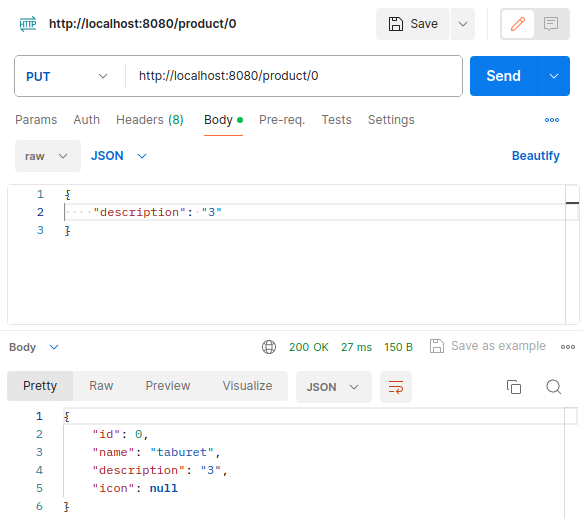 HTTP http://localhost:8080/product/0 Save
PUT http://localhost:8080/product/0 Send
Params Auth Headers (8) Body Pre-req. Tests Settings
raw JSON Beautify
1 {
2 "description": "3"
3 }
Body 200 OK 27 ms 150 B Save as example
Pretty Raw Preview Visualize JSON
1 {
2 "id": 0,
3 "name": "taburet",
4 "description": "3",
5 "icon": null
6 }